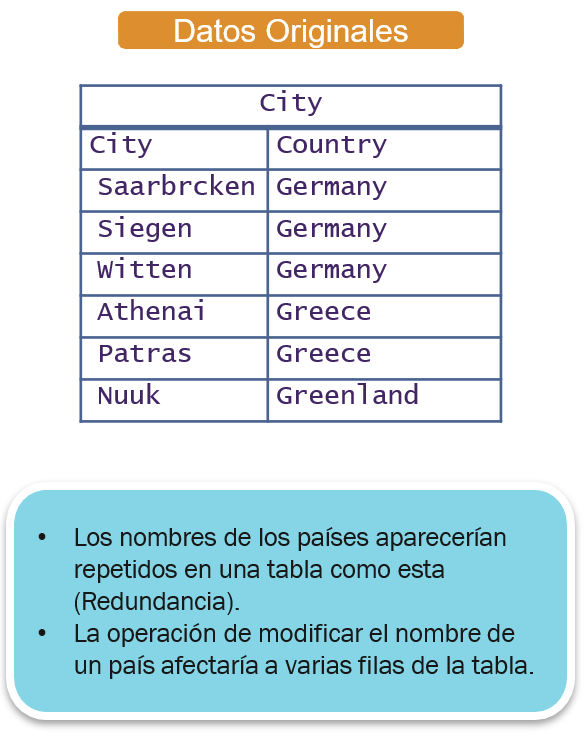 Datos Originales
City
City Country
Saarbrcken Germany
Siegen Germany
Witten Germany
Athenai Greece
Patras Greece
Nuuk Greenland
• Los nombres de los países aparecerían
repetidos en una tabla como esta
(Redundancia).
• La operación de modificar el nombre de
un país afectaría a varias filas de la tabla.